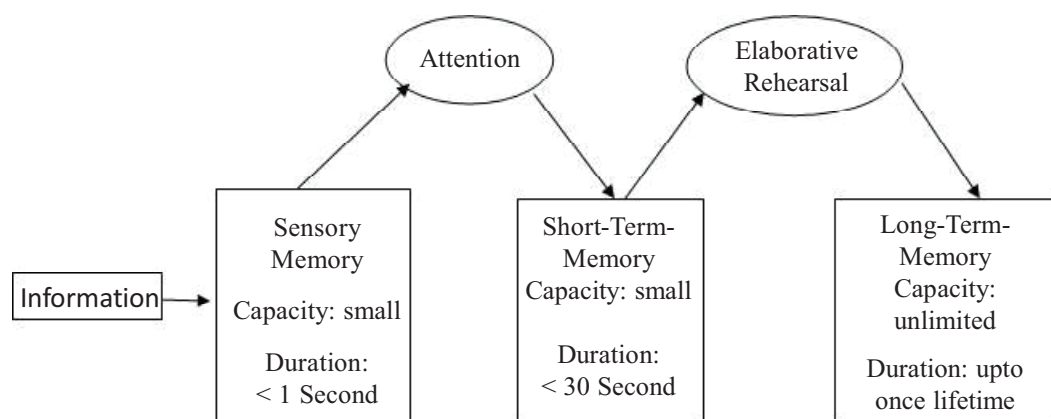 Attention
Elaborative
Rehearsal
Information
Sensory
Memory
Capacity: small
Duration:
< 1 Second
Short-Term-
Memory
Capacity: small
Duration:
< 30 Second
Long-Term-
Memory
Capacity:
unlimited
Duration: upto
once lifetime